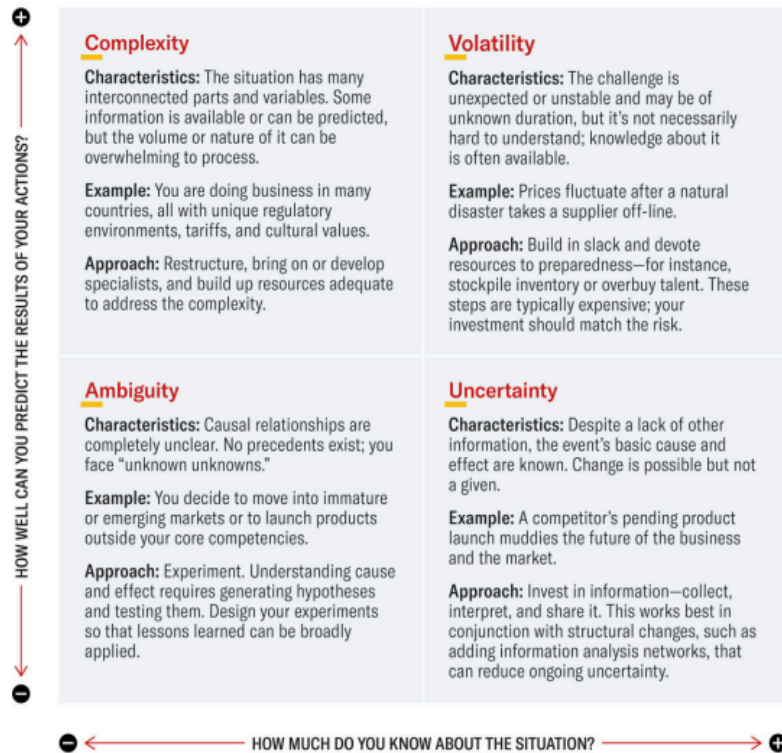 HOW WELL CAN YOU PREDICT THE RESULTS OF YOUR ACTIONS?
Complexity
Characteristics: The situation has many
interconnected parts and variables. Some
information is available or can be predicted,
but the volume or nature of it can be
overwhelming to process.
Example: You are doing business in many
countries, all with unique regulatory
environments, tariffs, and cultural values.
Approach: Restructure, bring on or develop
specialists, and build up resources adequate
to address the complexity.
Volatility
Characteristics: The challenge is
unexpected or unstable and may be of
unknown duration, but it’s not necessarily
hard to understand; knowledge about it
is often available.
Example: Prices fluctuate after a natural
disaster takes a supplier off-line.
Approach: Build in slack and devote
resources to preparedness—for instance,
stockpile inventory or overbuy talent. These
steps are typically expensive; your
investment should match the risk.
Ambiguity
Characteristics: Causal relationships are
completely unclear. No precedents exist; you
face “unknown unknowns.”
Example: You decide to move into immature
or emerging markets or to launch products
outside your core competencies.
Approach: Experiment. Understanding cause
and effect requires generating hypotheses
and testing them. Design your experiments
so that lessons learned can be broadly
applied.
Uncertainty
Characteristics: Despite a lack of other
information, the event’s basic cause and
effect are known. Change is possible but not
a given.
Example: A competitor’s pending product
launch muddies the future of the business
and the market.
Approach: Invest in information—collect,
interpret, and share it. This works best in
conjunction with structural changes, such as
adding information analysis networks, that
can reduce ongoing uncertainty.
HOW MUCH DO YOU KNOW ABOUT THE SITUATION?